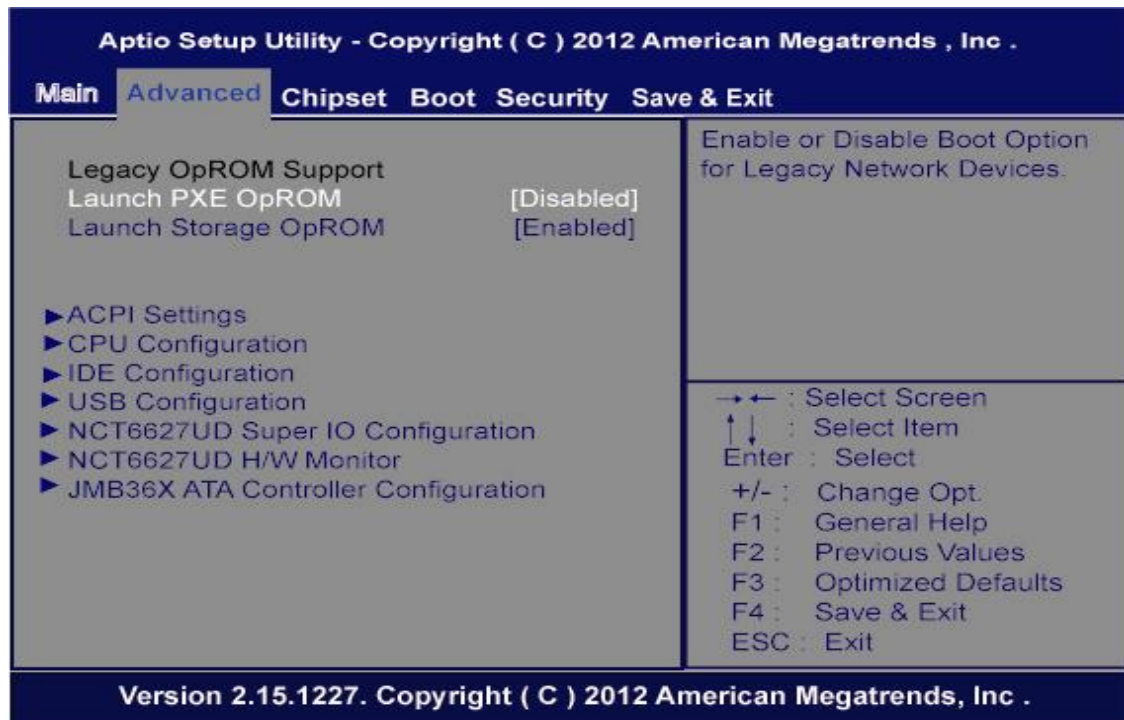 Aptio Setup Utility - Copyright ( C ) 2012 American Megatrends , Inc .
Main Advanced Chipset Boot Security Save & Exit
Legacy OpROM Support
Launch PXE OpROM [Disabled]
Launch Storage OpROM [Enabled]
►ACPI Settings
►CPU Configuration
►IDE Configuration
► USB Configuration
► NCT6627UD Super IO Configuration
► NCT6627UD H/W Monitor
► JMB36X ATA Controller Configuration
Enable or Disable Boot Option
for Legacy Network Devices.
→← : Select Screen
↑↓ : Select Item
Enter : Select
+/- : Change Opt.
F1 : General Help
F2 : Previous Values
F3 : Optimized Defaults
F4 : Save & Exit
ESC : Exit
Version 2.15.1227. Copyright ( C ) 2012 American Megatrends, Inc .